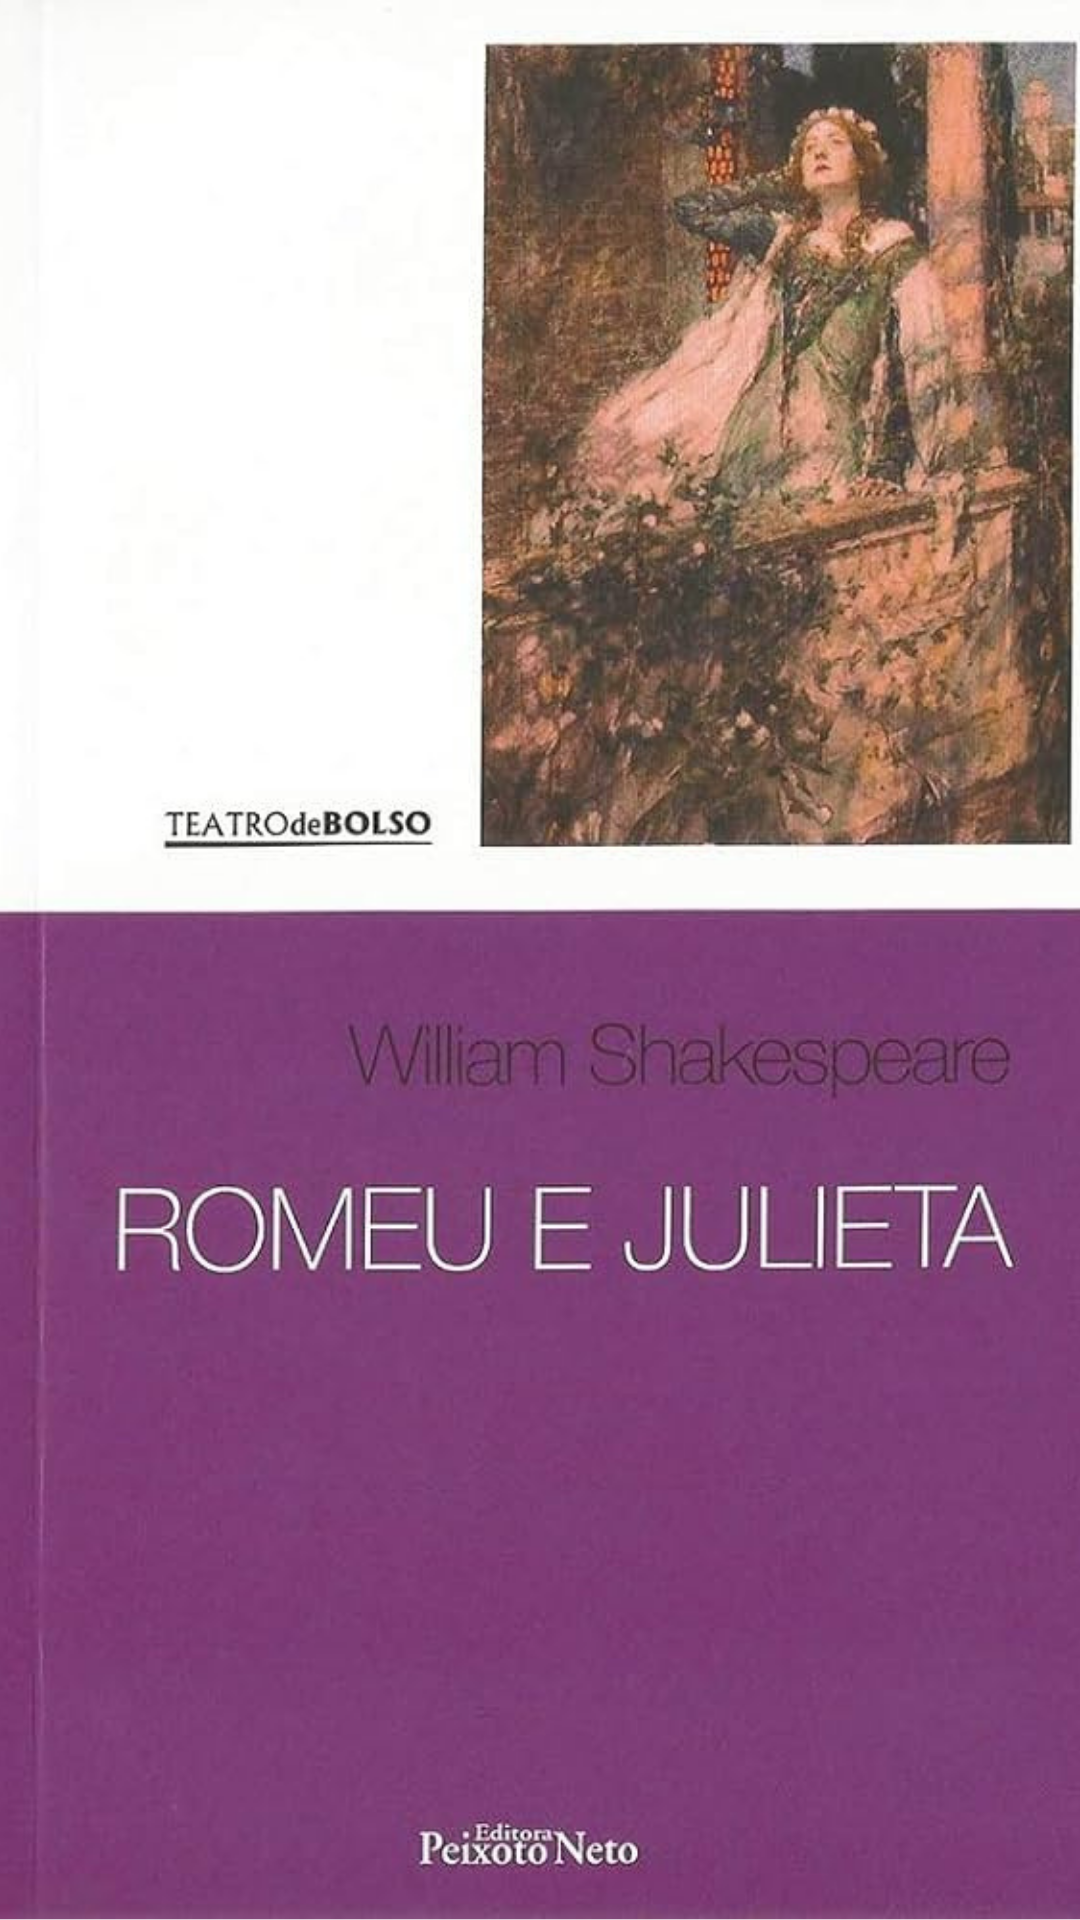 TEATROdeBOLSO
William Shakespeare
ROMEU E JULIETA
Editora
Peixoto Neto